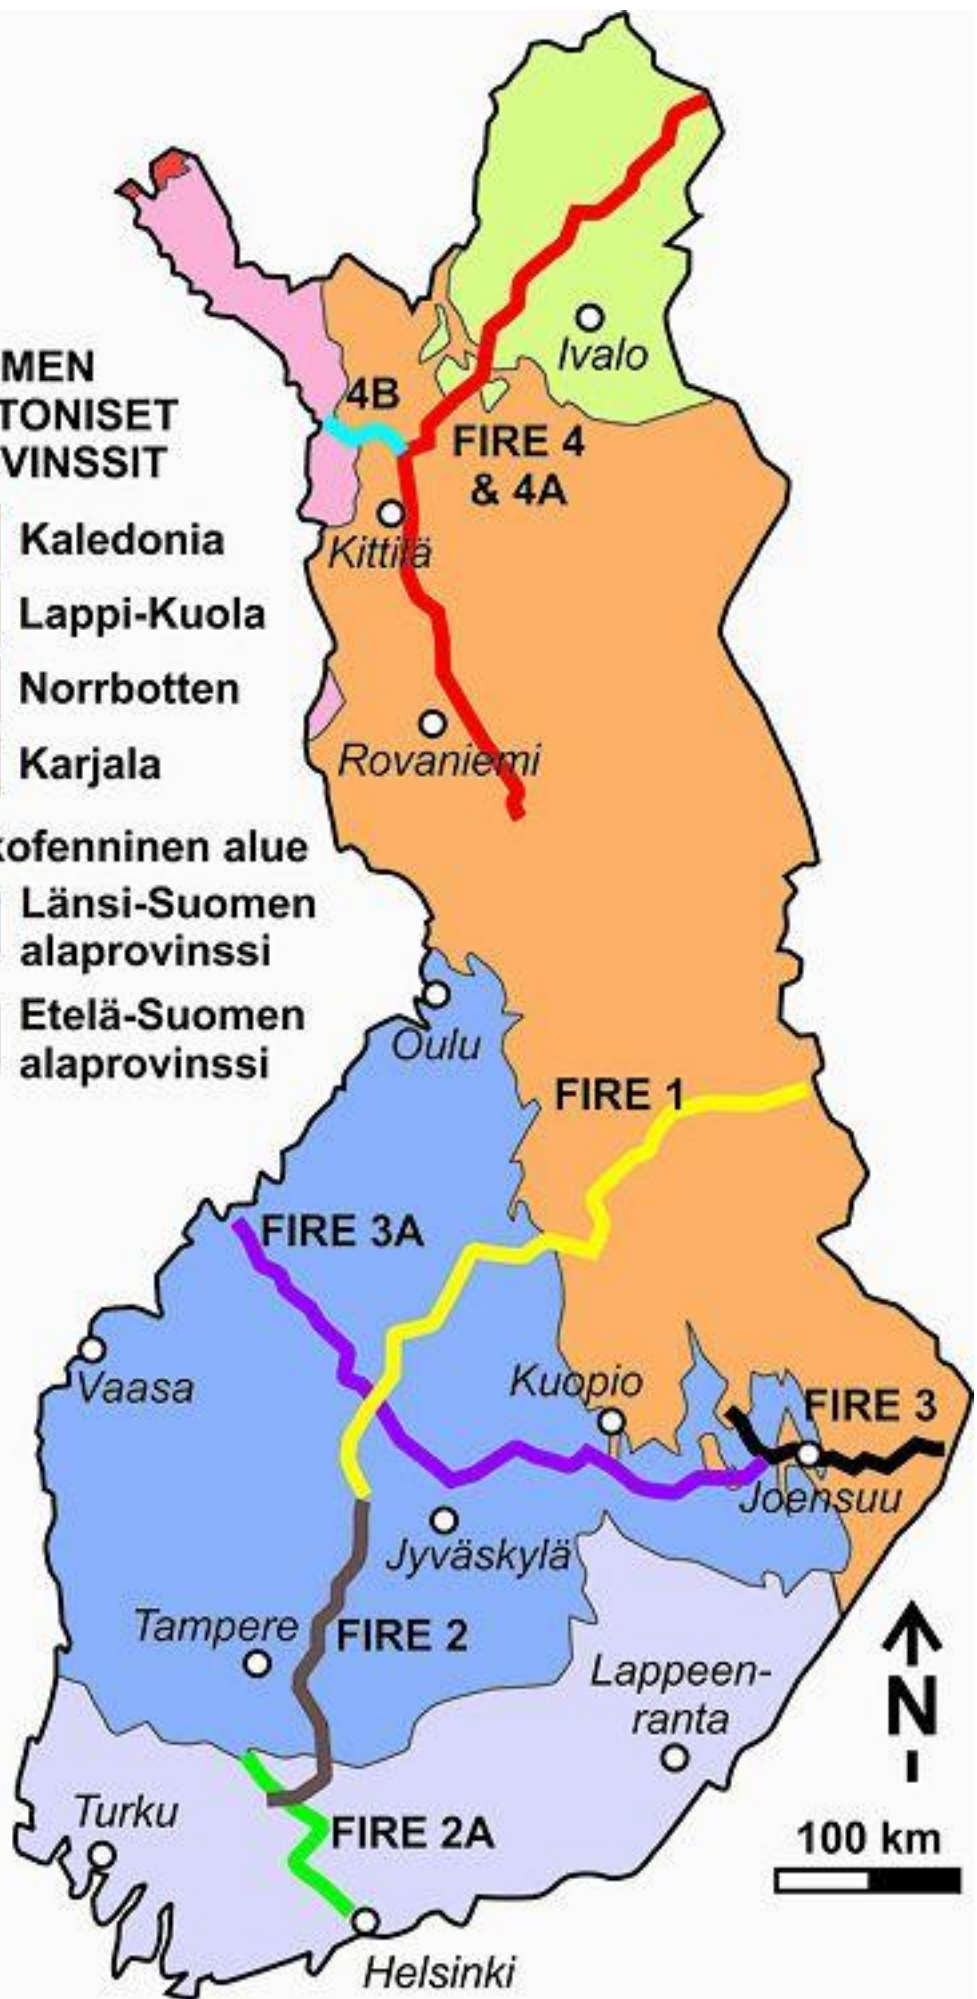 Ivalo
MEN
TONISET
VINSSIT
4B
FIRE 4
& 4A
Kaledonia
Kittilä
Lappi-Kuola
Norrbotten
Karjala
Rovaniemi
kofenninen alue
Länsi-Suomen
alaprovinssi
Etelä-Suomen
alaprovinssi
Oulu
FIRE 1
FIRE 3A
Vaasa
Kuopio
FIRE 3
Joensuu
Jyväskylä
Tampere
FIRE 2
Lappeen-
ranta
N
Turku
FIRE 2A
100 km
Helsinki